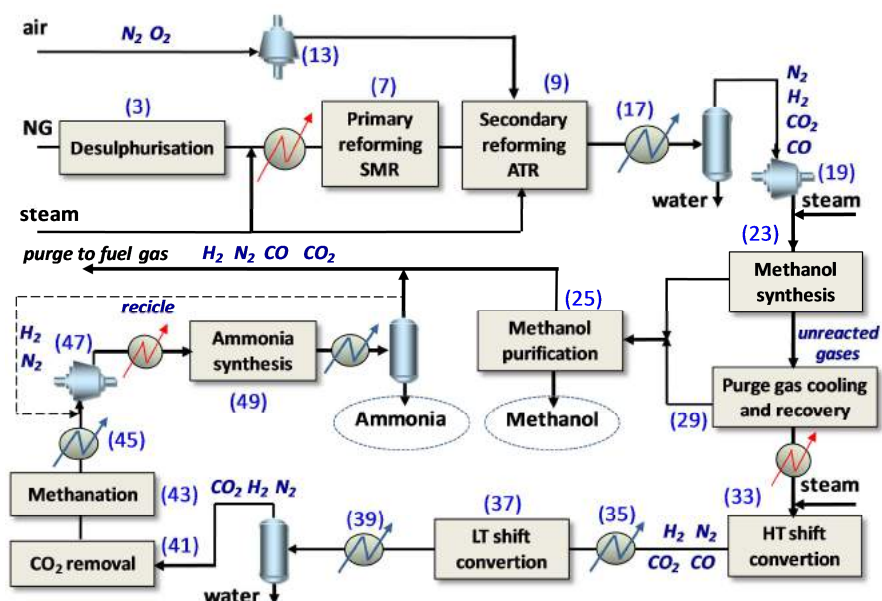 air
N2 O2
(13)
(3)
(7)
(9)
(17)
N2
H2
CO2
CO
NG
Desulphurisation
Primary
reforming
SMR
Secondary
reforming
ATR
(19)
water
steam
steam
(23)
purge to fuel gas H2 N2 CO CO2
Methanol
synthesis
(25)
recicle
H2
N2
(47)
Ammonia
synthesis
Methanol
purification
unreacted
gases
(49)
Purge gas cooling
and recovery
(29)
Ammonia
Methanol
(45)
steam
Methanation
(43)
CO2 H2 N2
(37)
(33)
(39)
(35)
H2 N2
CO2 CO
LT shift
convertion
HT shift
convertion
(41)
CO2 removal
water